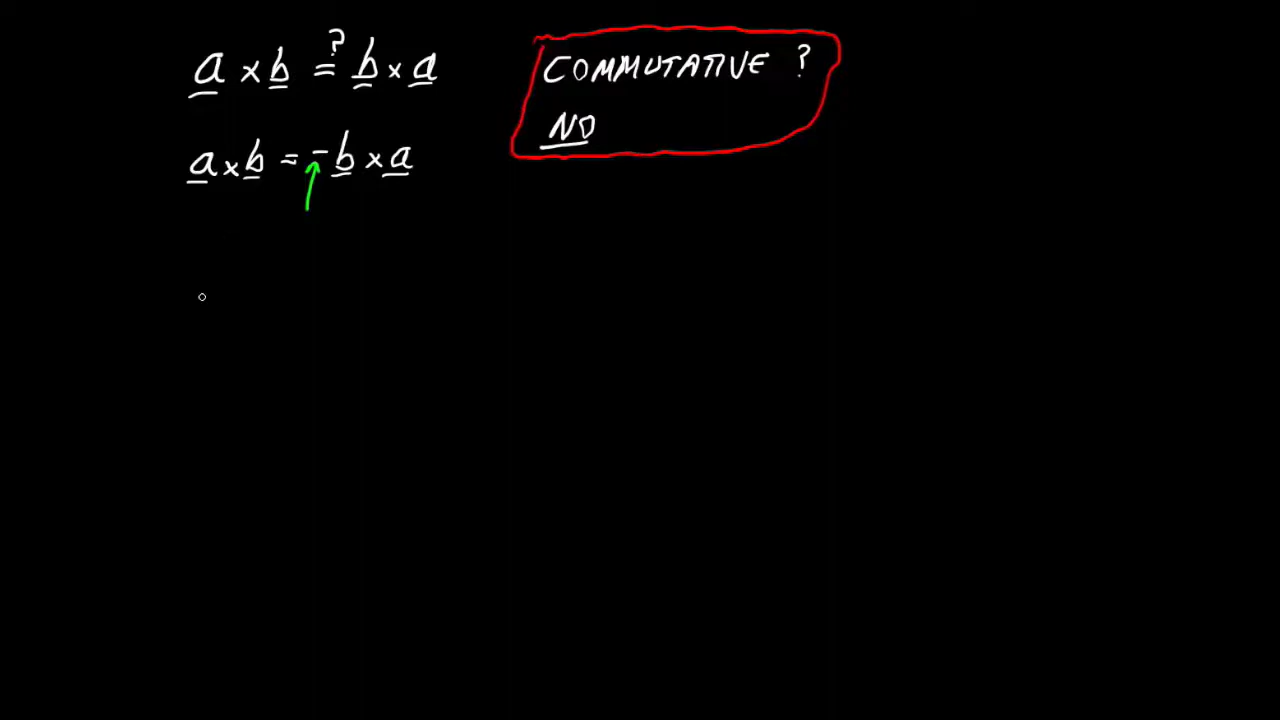 a × b =? b × a
COMMUTATIVE ?
NO
a × b = - b × a